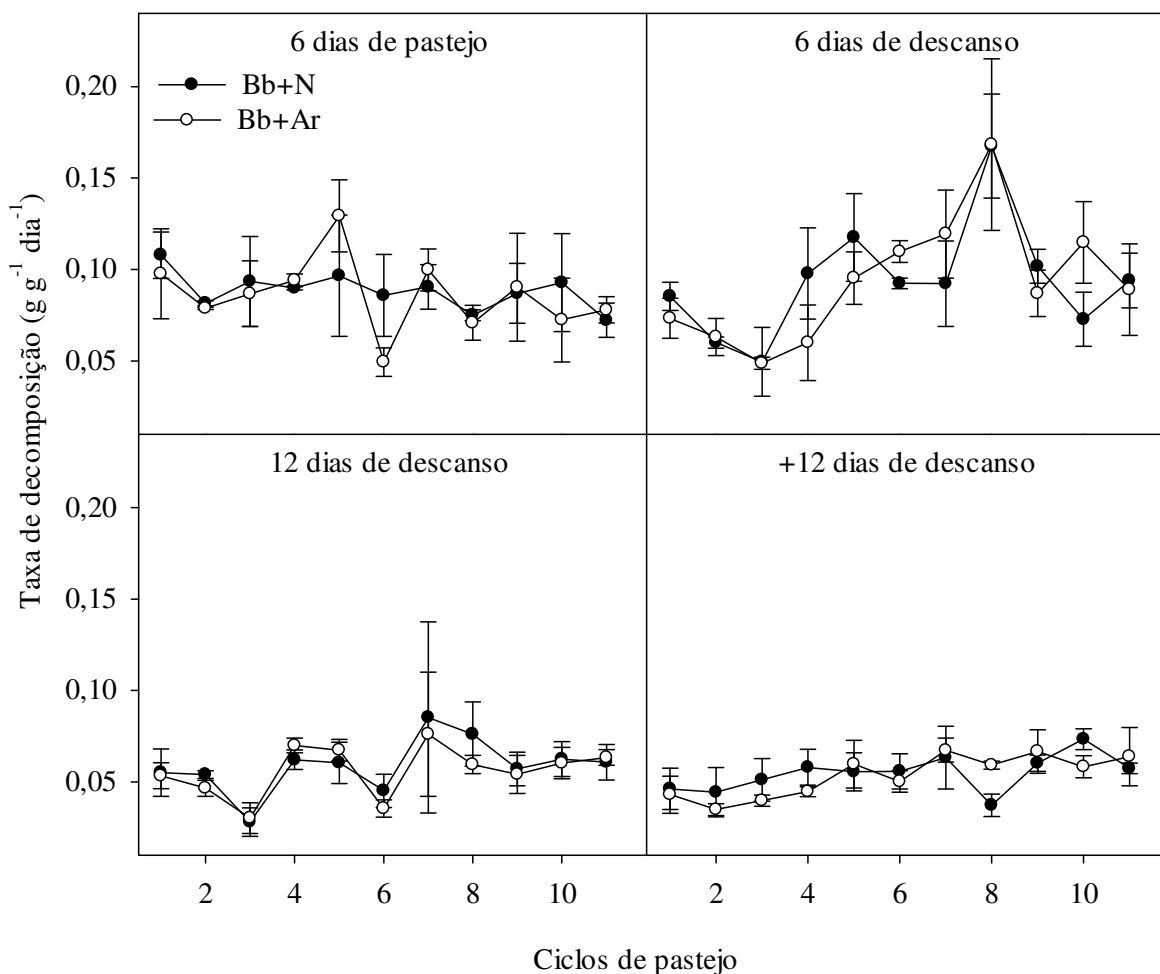 6 dias de pastejo
6 dias de descanso
Bb+N
Bb+Ar
0,20
0,15
0,10
0,05
12 dias de descanso
+12 dias de descanso
0,20
0,15
0,10
0,05
Taxa de decomposição (g g⁻¹ dia⁻¹)
2 4 6 8 10 2 4 6 8 10
Ciclos de pastejo